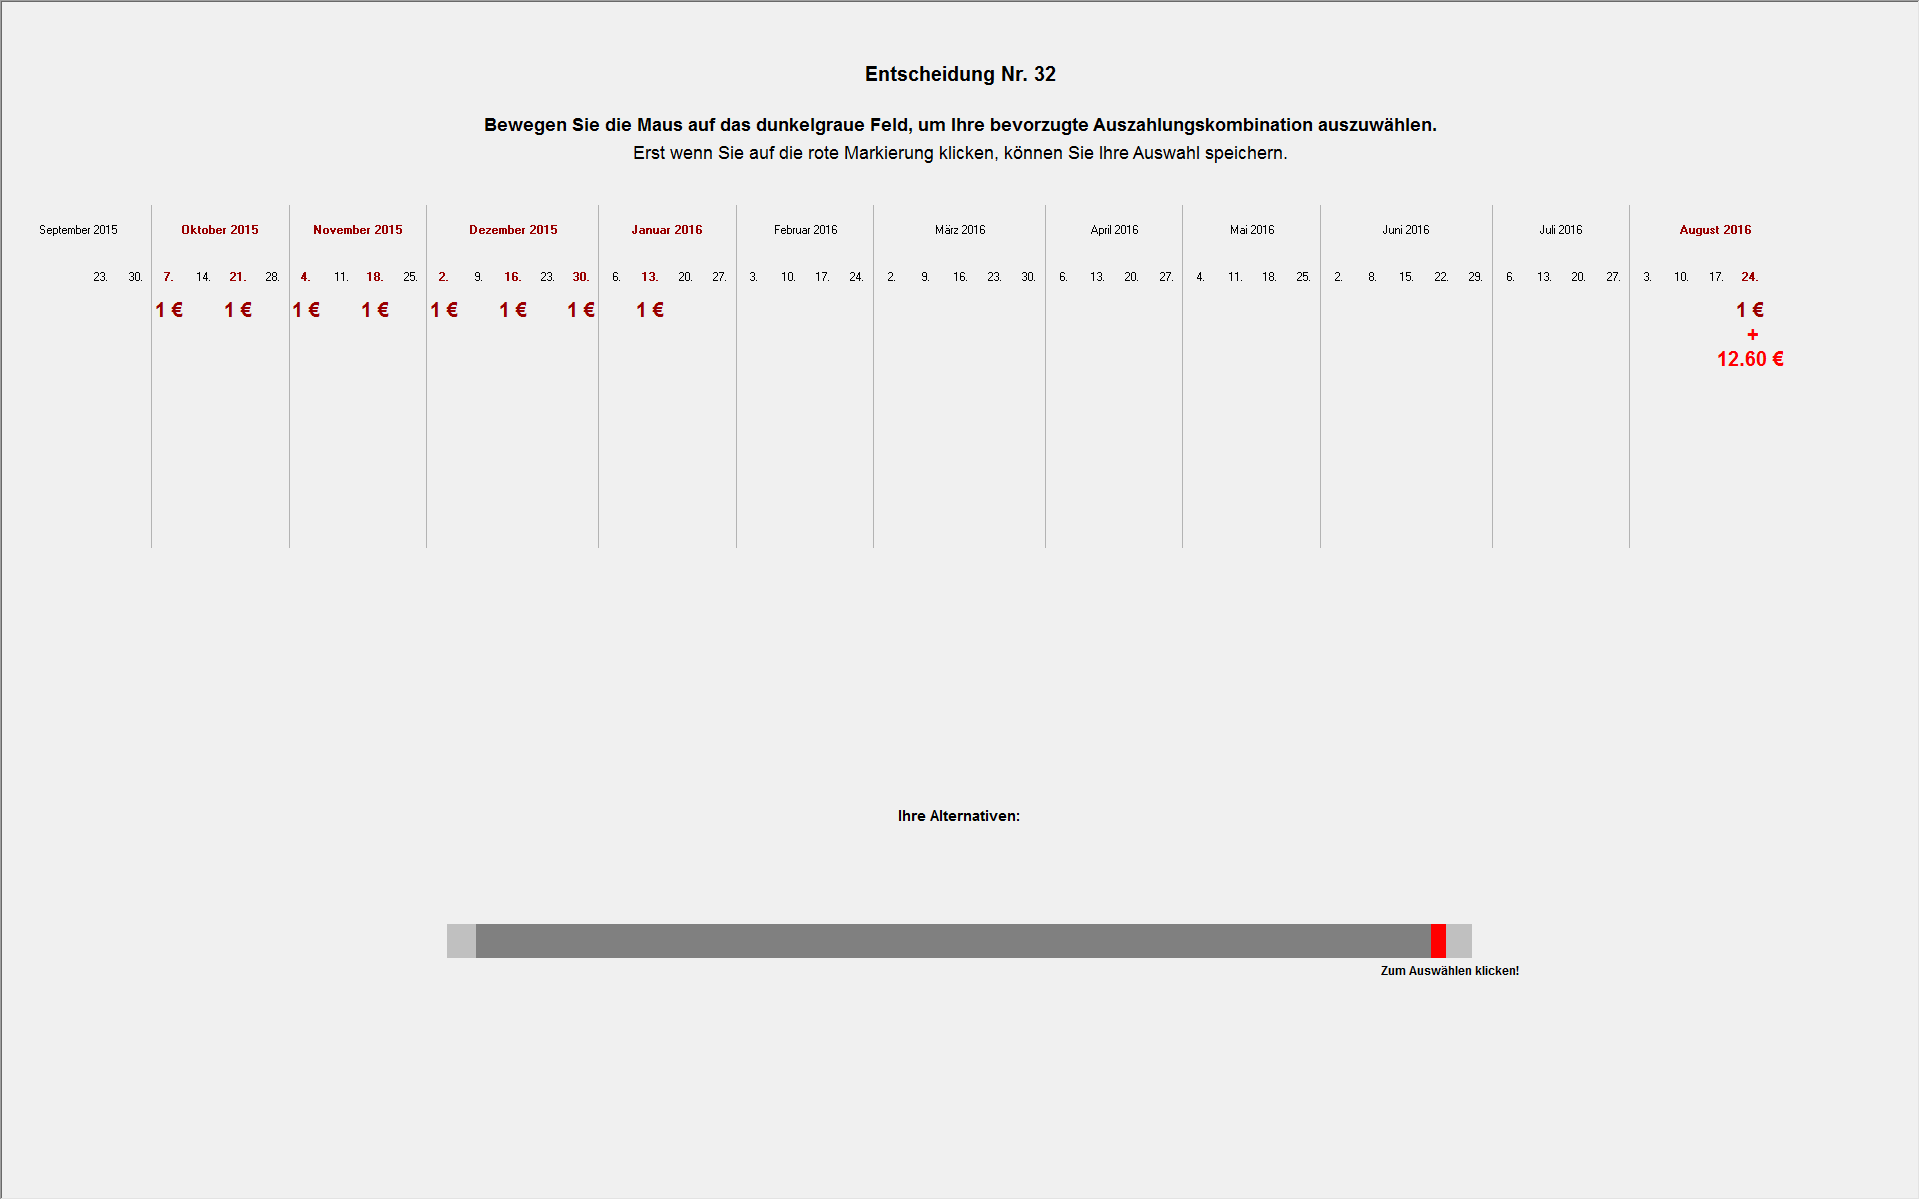 Entscheidung Nr. 32
Bewegen Sie die Maus auf das dunkelgraue Feld, um Ihre bevorzugte Auszahlungskombination auszuwählen.
Erst wenn Sie auf die rote Markierung klicken, können Sie Ihre Auswahl speichern.
September 2015 Oktober 2015 November 2015 Dezember 2015 Januar 2016 Februar 2016 März 2016 April 2016 Mai 2016 Juni 2016 Juli 2016 August 2016
23. 30. 7. 14. 21. 28. 4. 11. 18. 25. 2. 9. 16. 23. 30. 6. 13. 20. 27. 3. 10. 17. 24. 2. 9. 16. 23. 30. 6. 13. 20. 27. 4. 11. 18. 25. 2. 8. 15. 22. 29. 6. 13. 20. 27. 3. 10. 17. 24.
1 € 1 € 1 € 1 € 1 € 1 € 1 € 1 € 1 €
+
12.60 €
Ihre Alternativen:
Zum Auswählen klicken!